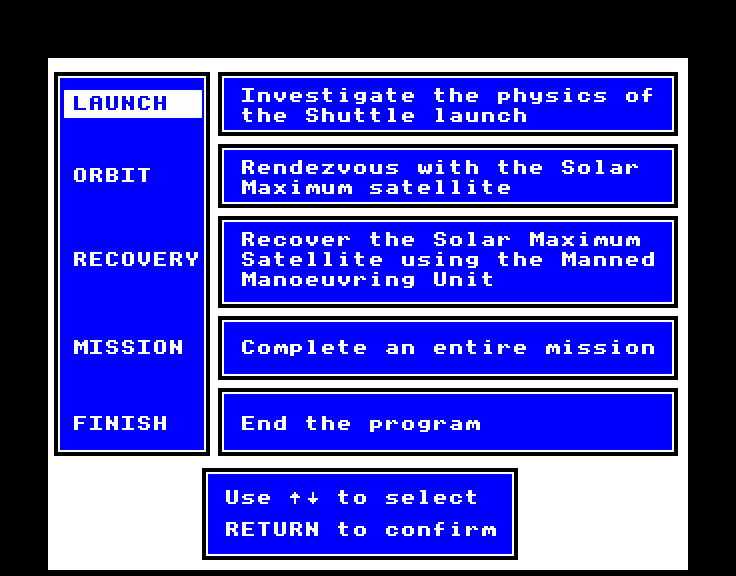 LAUNCH
Investigate the physics of
the Shuttle launch
ORBIT
Rendezvous with the Solar
Maximum satellite
RECOVERY
Recover the Solar Maximum
Satellite using the Manned
Manoeuvring Unit
MISSION
Complete an entire mission
FINISH
End the program
Use ↑↓ to select
RETURN to confirm